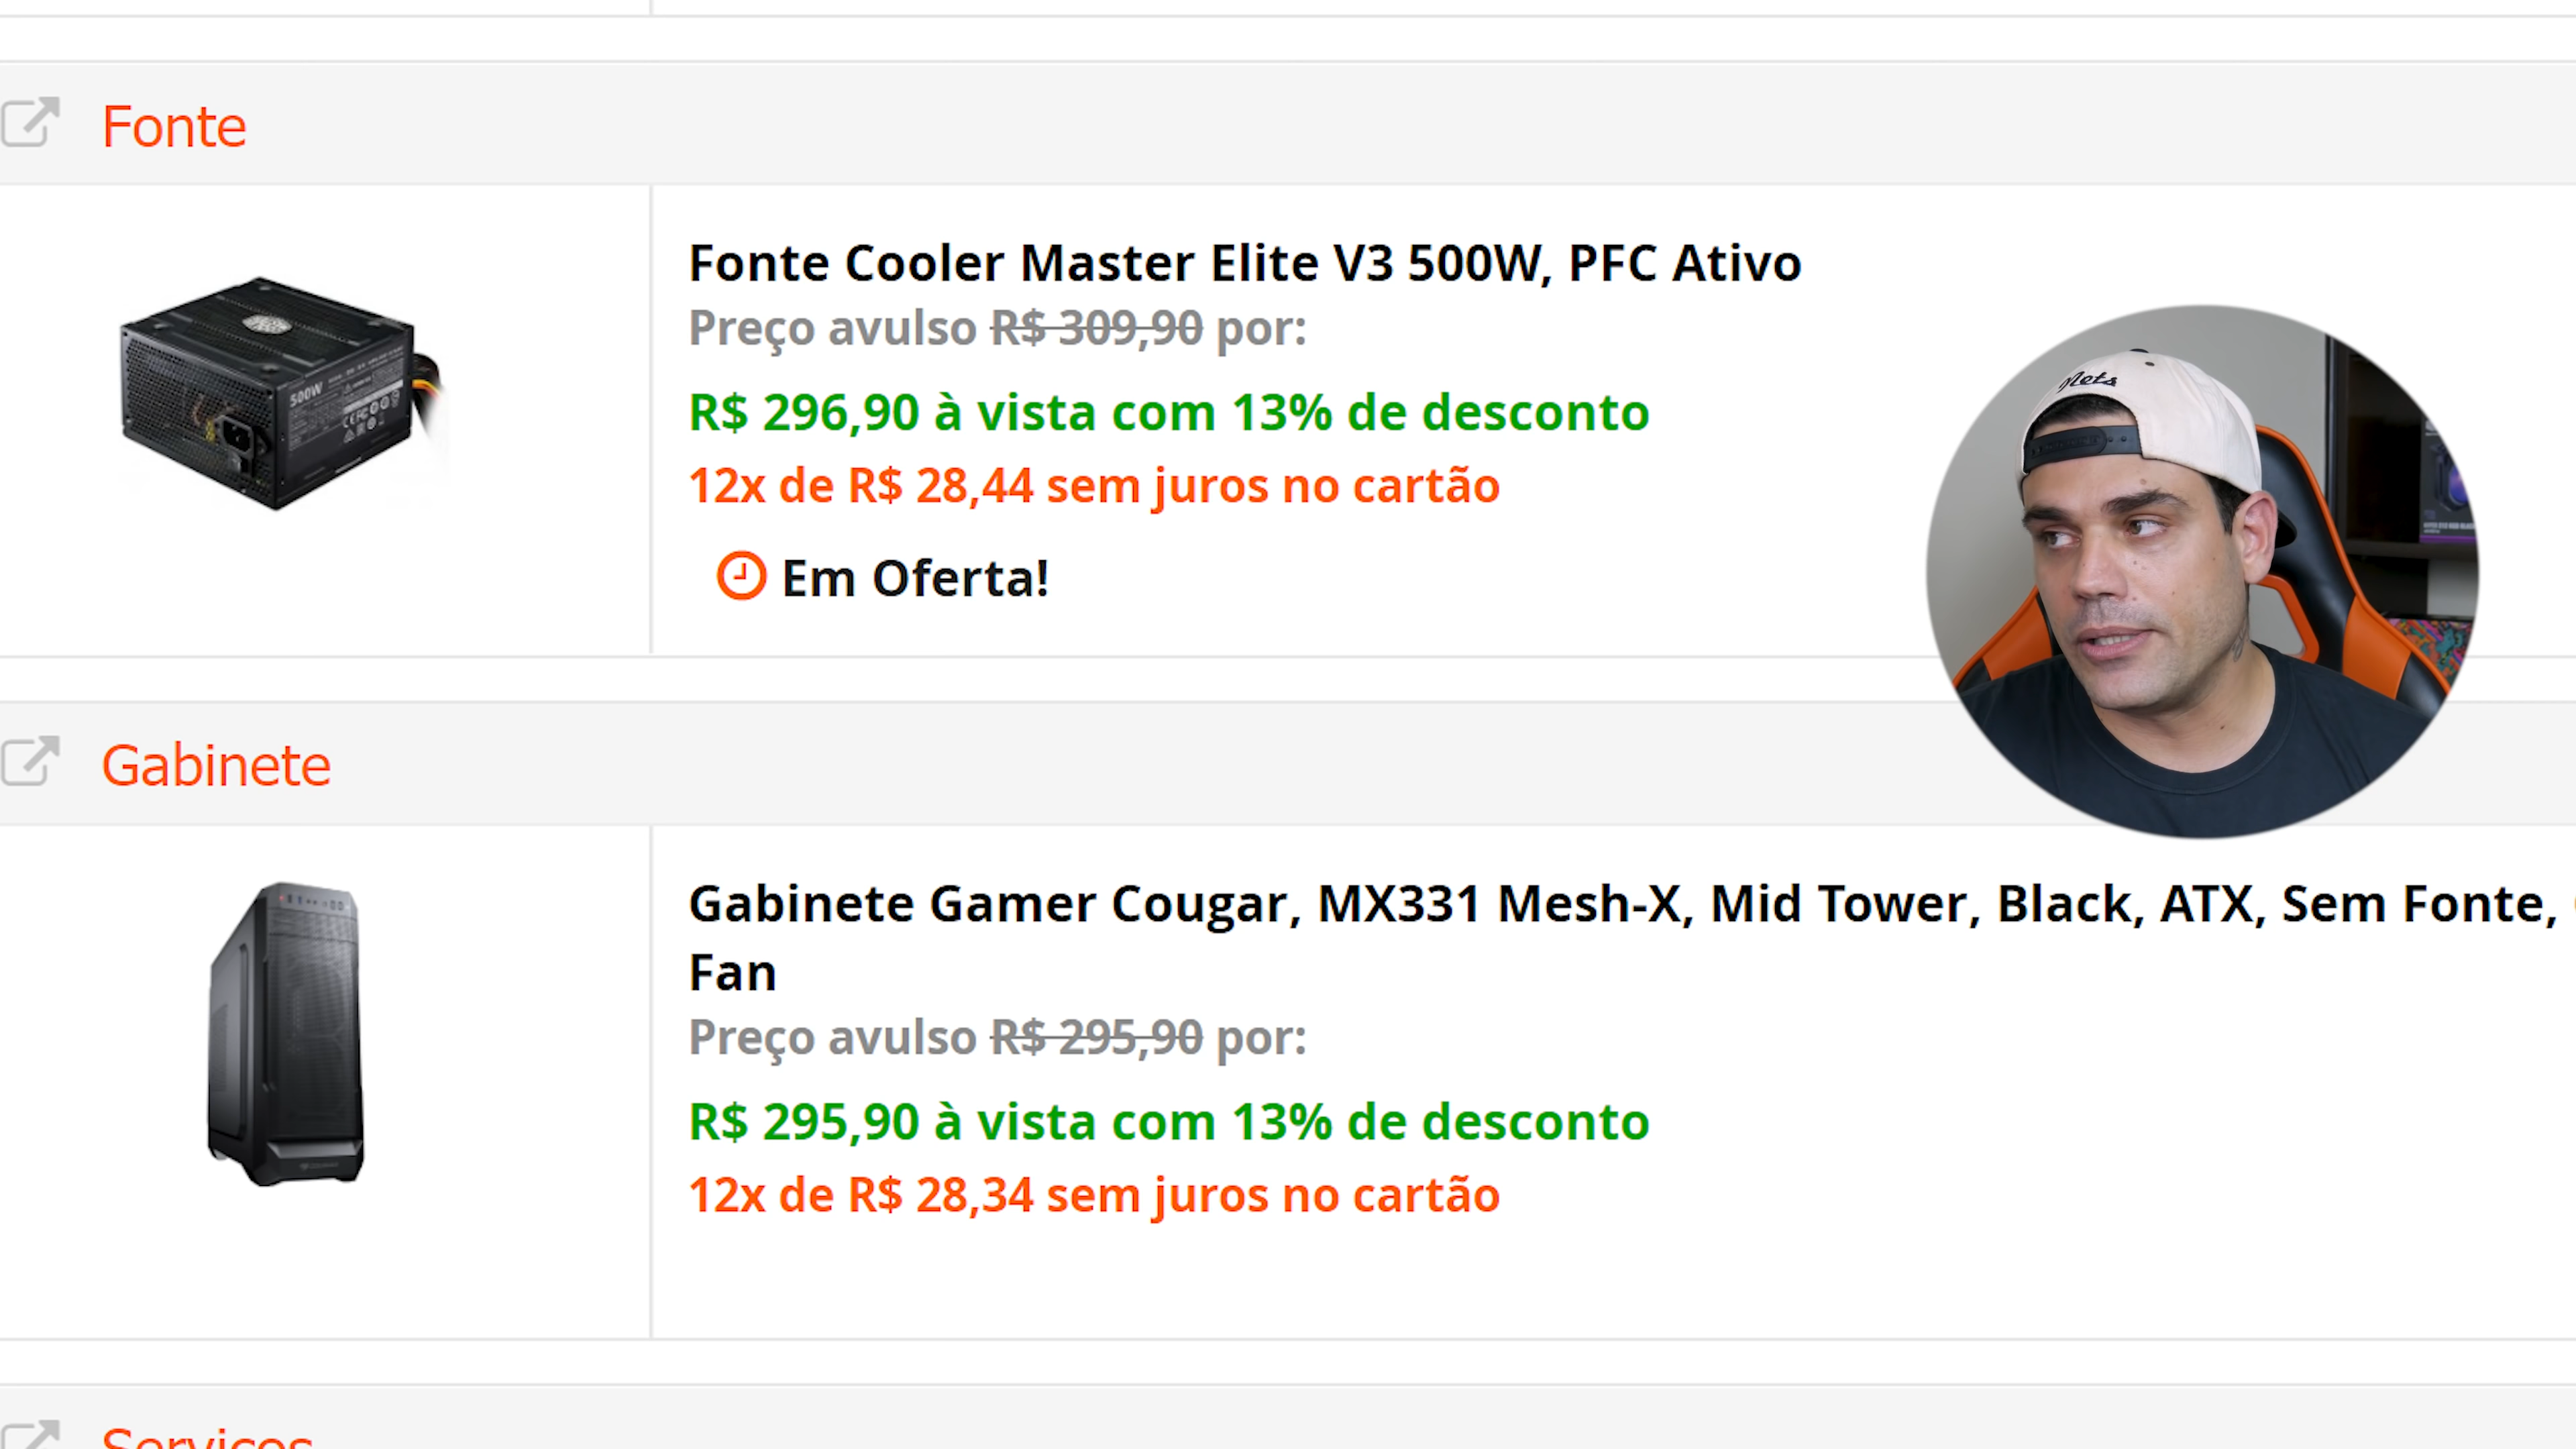 Fonte
500W
Fonte Cooler Master Elite V3 500W, PFC Ativo
Preço avulso R$ 309,90 por:
R$ 296,90 à vista com 13% de desconto
12x de R$ 28,44 sem juros no cartão
Em Oferta!
Nets
Gabinete
Gabinete Gamer Cougar, MX331 Mesh-X, Mid Tower, Black, ATX, Sem Fonte,
Fan
Preço avulso R$ 295,90 por:
R$ 295,90 à vista com 13% de desconto
12x de R$ 28,34 sem juros no cartão
Serviços